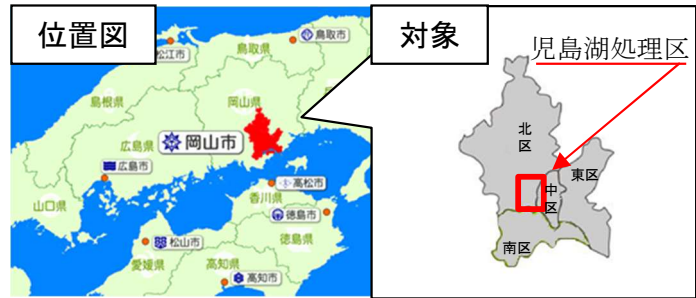 位置図
対象
児島湖処理区
松江市
鳥取県
鳥取市
島根県
岡山県
広島県
岡山市
広島市
山口県
高松市
香川県
徳島市
徳島県
松山市
愛媛県
高知県
高知市
北区
中区
東区
南区